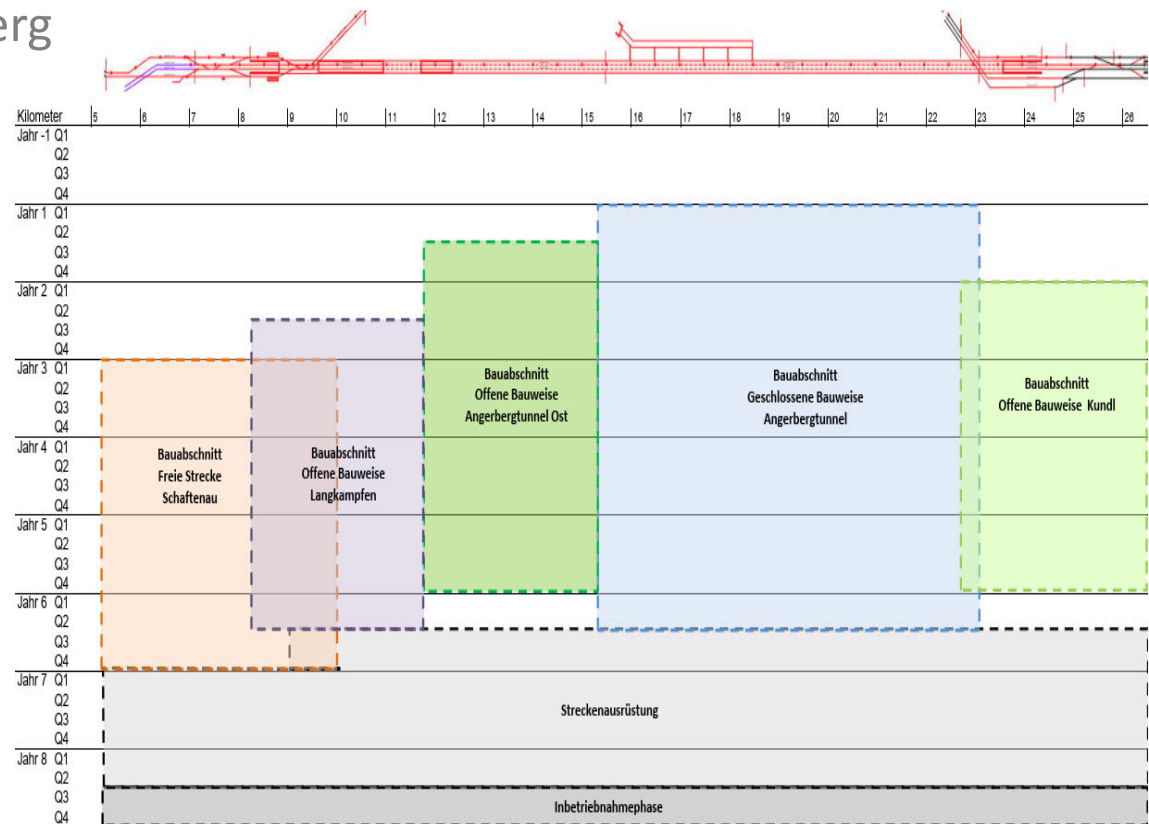 erg
Kilometer 5 6 7 8 9 10 11 12 13 14 15 16 17 18 19 20 21 22 23 24 25 26
Jahr -1 Q1
Q2
Q3
Q4
Jahr 1 Q1
Q2
Q3
Q4
Jahr 2 Q1
Q2
Q3
Q4
Jahr 3 Q1
Q2
Q3
Q4
Jahr 4 Q1
Q2
Q3
Q4
Jahr 5 Q1
Q2
Q3
Q4
Jahr 6 Q1
Q2
Q3
Q4
Jahr 7 Q1
Q2
Q3
Q4
Jahr 8 Q1
Q2
Q3
Q4
Bauabschnitt
Freie Strecke
Schaftenau
Bauabschnitt
Offene Bauweise
Langkampfen
Bauabschnitt
Offene Bauweise
Angerbergtunnel Ost
Bauabschnitt
Geschlossene Bauweise
Angerbergtunnel
Bauabschnitt
Offene Bauweise Kundl
Streckenausrüstung
Inbetriebnahmephase